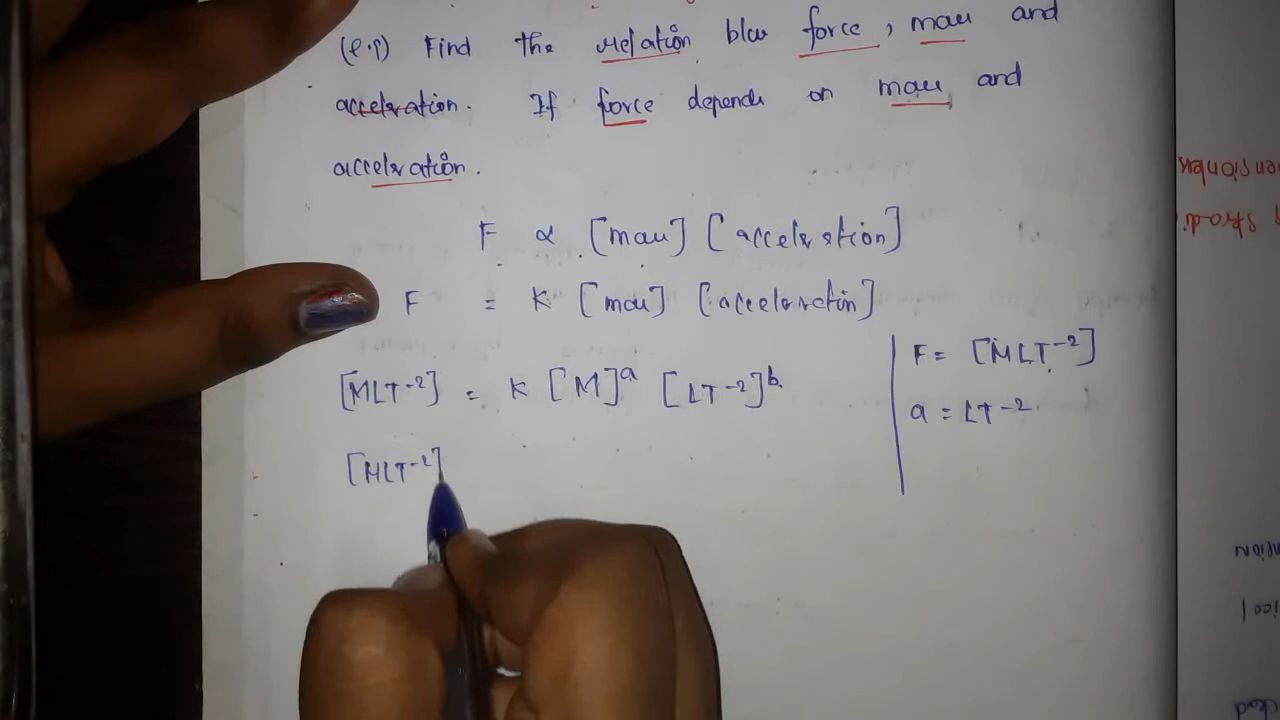 (e.g) Find the relation b/w force, mass and
acceleration. If force depends on mass and
acceleration.
F ∝ [mass] [acceleration]
F = K [mass] [acceleration]
[MLT-2] = K [M]^a [LT-2]^b
[MLT-2]
F = [MLT-2]
a = LT-2